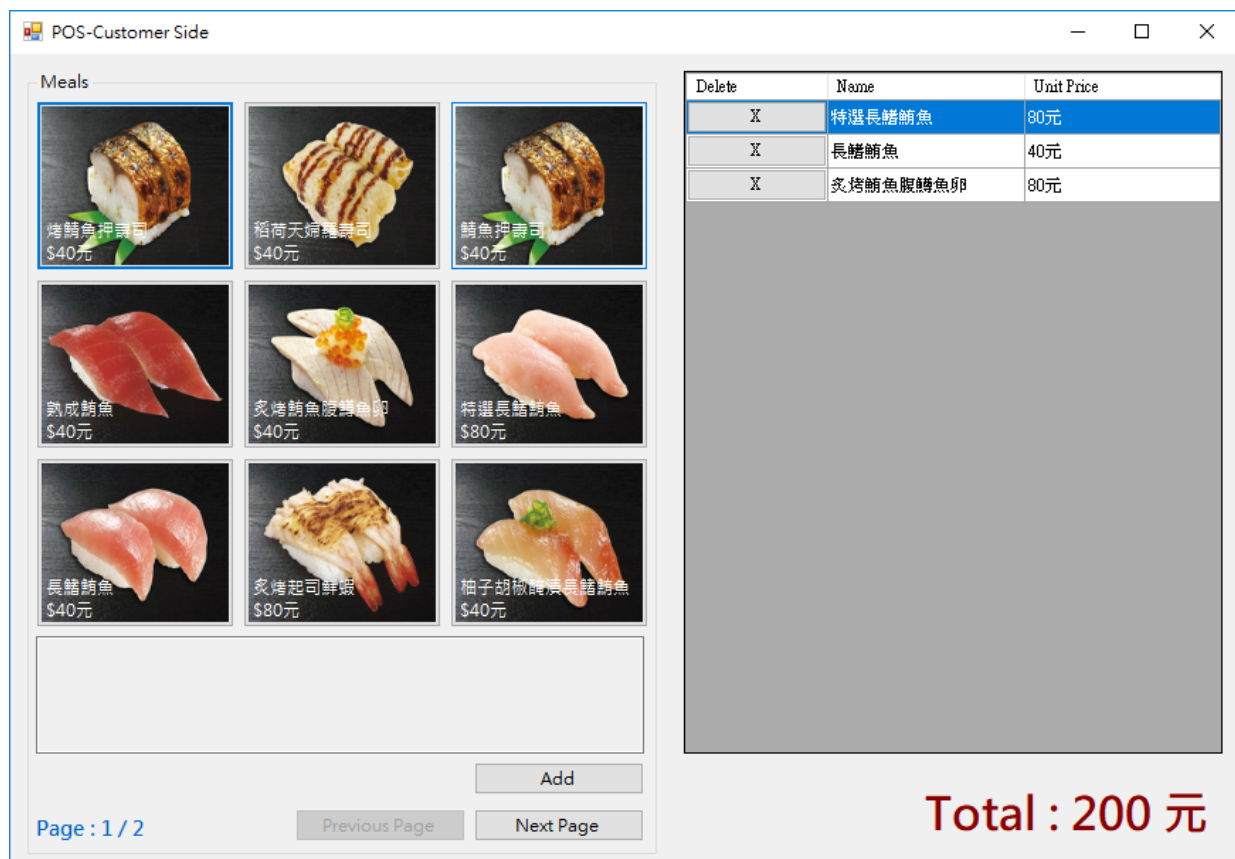 POS-Customer Side
Meals
烤鯖魚押壽司
$40元
稻荷天婦羅壽司
$40元
鯖魚押壽司
$40元
熟成鮪魚
$40元
炙烤鮪魚腹鱒魚卵
$40元
特選長鰭鮪魚
$80元
長鰭鮪魚
$40元
炙烤起司鮮蝦
$80元
柚子胡椒醃漬長鰭鮪魚
$40元
Add
Page : 1 / 2
Previous Page
Next Page
Delete Name Unit Price
X 特選長鰭鮪魚 80元
X 長鰭鮪魚 40元
X 炙烤鮪魚腹鱒魚卵 80元
Total : 200 元